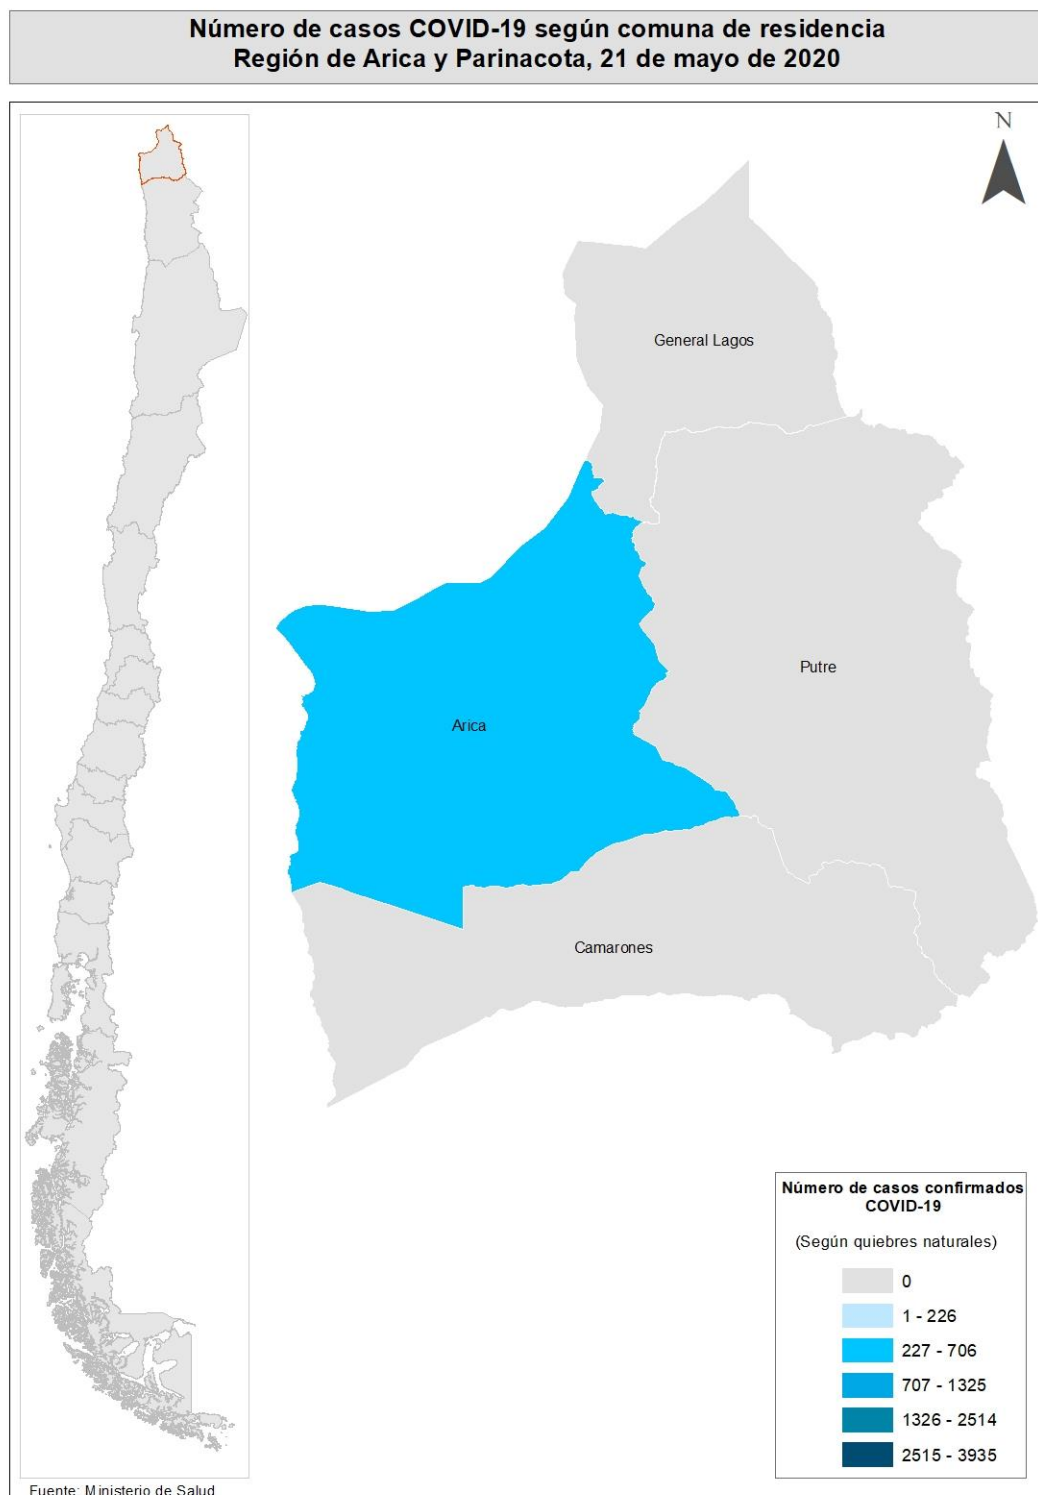 Número de casos COVID-19 según comuna de residencia
Región de Arica y Parinacota, 21 de mayo de 2020
N
General Lagos
Putre
Arica
Camarones
Número de casos confirmados
COVID-19
(Según quiebres naturales)
0
1 - 226
227 - 706
707 - 1325
1326 - 2514
2515 - 3935
Fuente: Ministerio de Salud